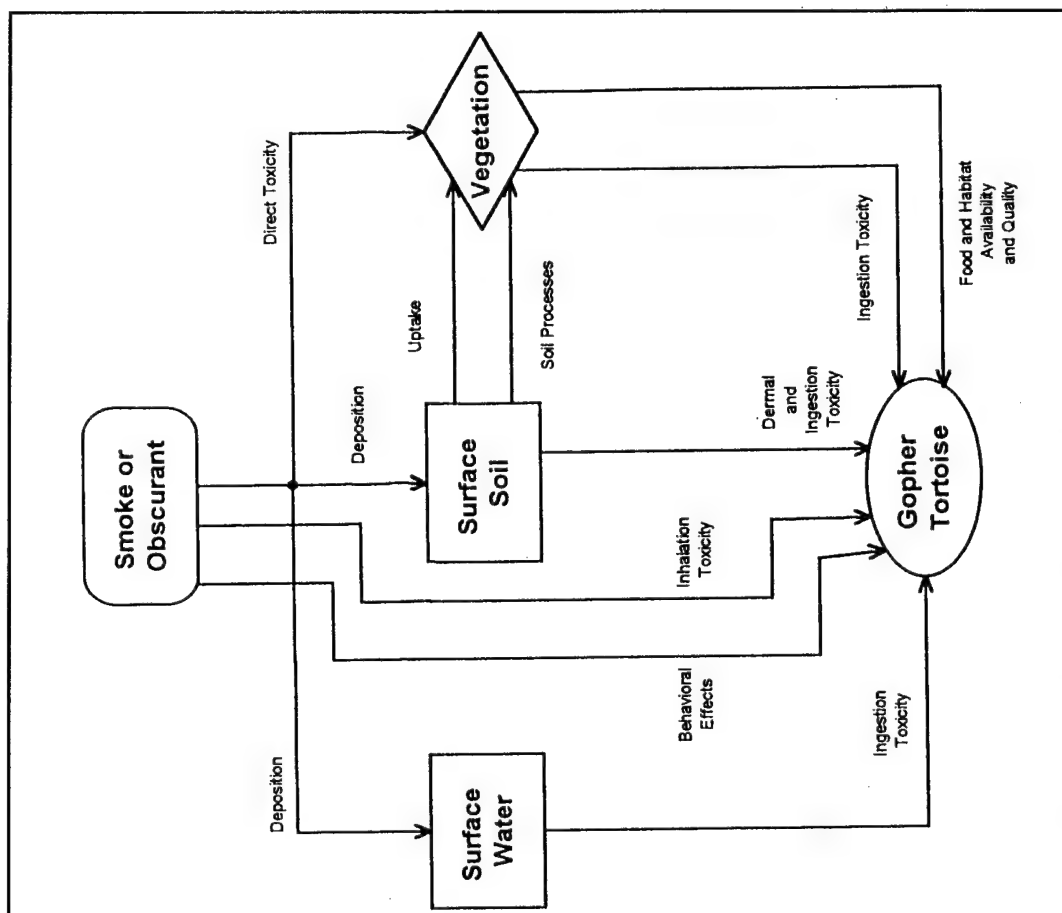 Smoke or
Obscurant
Deposition
Deposition
Direct Toxicity
Surface
Water
Surface
Soil
Uptake
Soil Processes
Vegetation
Behavioral
Effects
Inhalation
Toxicity
Dermal
and
Ingestion
Toxicity
Ingestion Toxicity
Food and Habitat
Availability
and Quality
Ingestion
Toxicity
Gopher
Tortoise